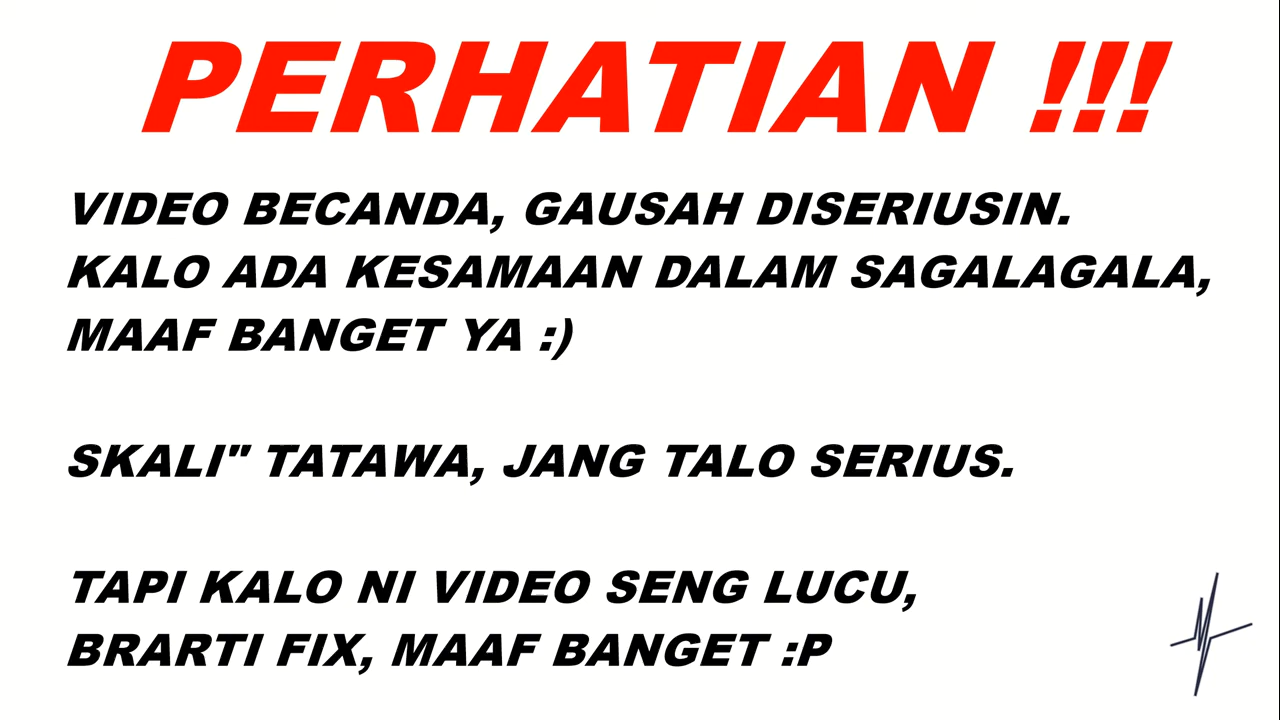 PERHATIAN !!!
VIDEO BECANDA, GAUSAH DISERIUSIN.
KALO ADA KESAMAAN DALAM SAGALAGALA,
MAAF BANGET YA :)
SKALI" TATAWA, JANG TALO SERIUS.
TAPI KALO NI VIDEO SENG LUCU,
BRARTI FIX, MAAF BANGET :P